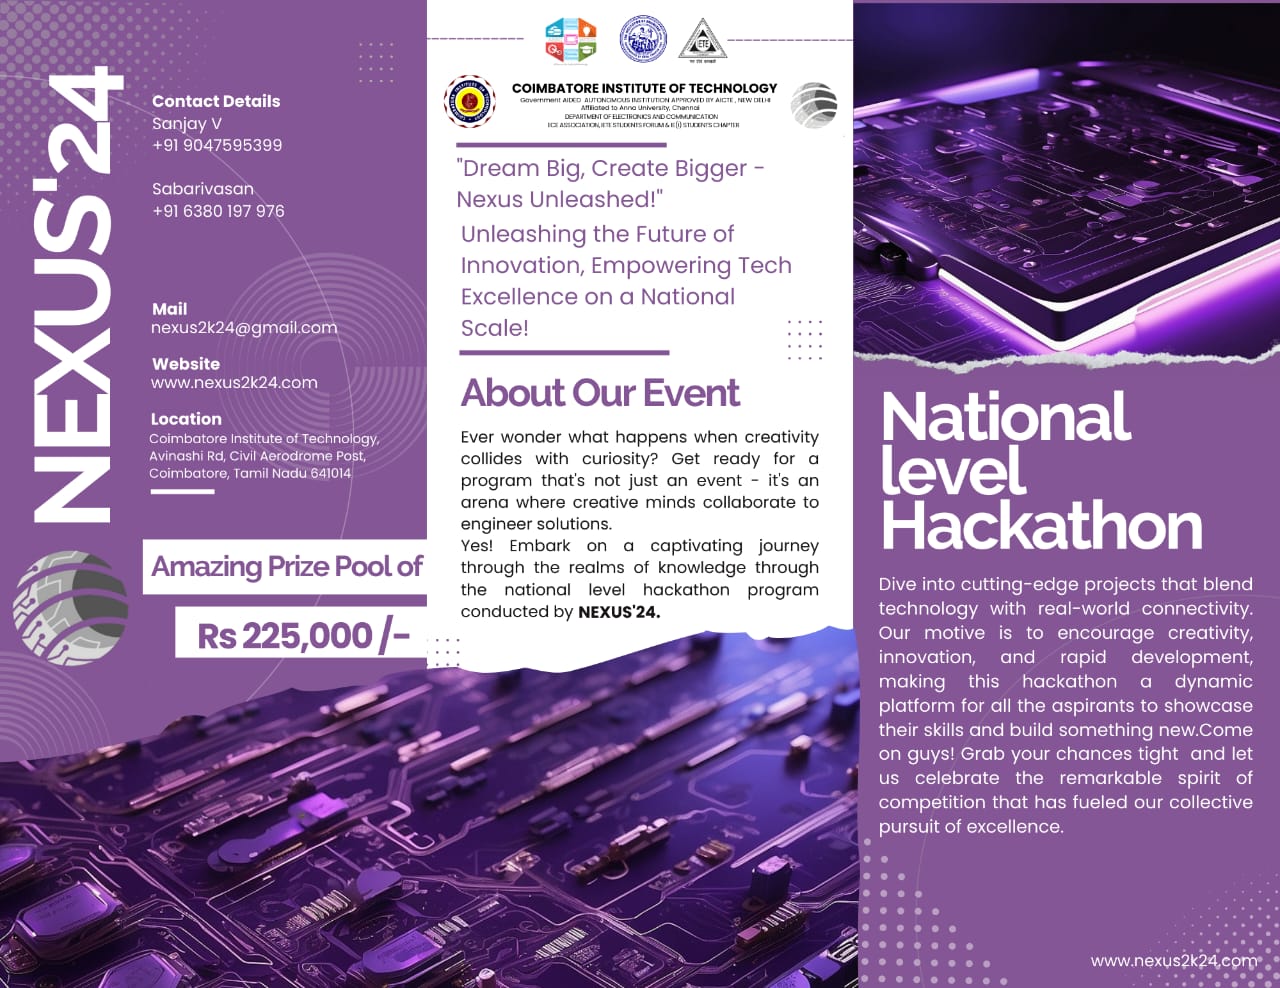 NEXUS'24
Contact Details
Sanjay V
+91 9047595399
Sabarivasan
+91 6380 197 976
Mail
nexus2k24@gmail.com
Website
www.nexus2k24.com
Location
Coimbatore Institute of Technology,
Avinashi Rd, Civil Aerodrome Post,
Coimbatore, Tamil Nadu 641014
Amazing Prize Pool of
Rs 225,000 /-
IETE
COIMBATORE INSTITUTE OF TECHNOLOGY
Government AIDED AUTONOMOUS INSTITUTION APPROVED BY AICTE , NEW DELHI
Affiliated to Anna University, Chennai
DEPARTMENT OF ELECTRONICS AND COMMUNICATION
ECE ASSOCIATION, IETE STUDENTS FORUM & IE(I) STUDENTS CHAPTER
"Dream Big, Create Bigger -
Nexus Unleashed!"
Unleashing the Future of
Innovation, Empowering Tech
Excellence on a National
Scale!
About Our Event
Ever wonder what happens when creativity
collides with curiosity? Get ready for a
program that's not just an event - it's an
arena where creative minds collaborate to
engineer solutions.
Yes! Embark on a captivating journey
through the realms of knowledge through
the national level hackathon program
conducted by NEXUS'24.
National
level
Hackathon
Dive into cutting-edge projects that blend
technology with real-world connectivity.
Our motive is to encourage creativity,
innovation, and rapid development,
making this hackathon a dynamic
platform for all the aspirants to showcase
their skills and build something new.Come
on guys! Grab your chances tight and let
us celebrate the remarkable spirit of
competition that has fueled our collective
pursuit of excellence.
www.nexus2k24.com